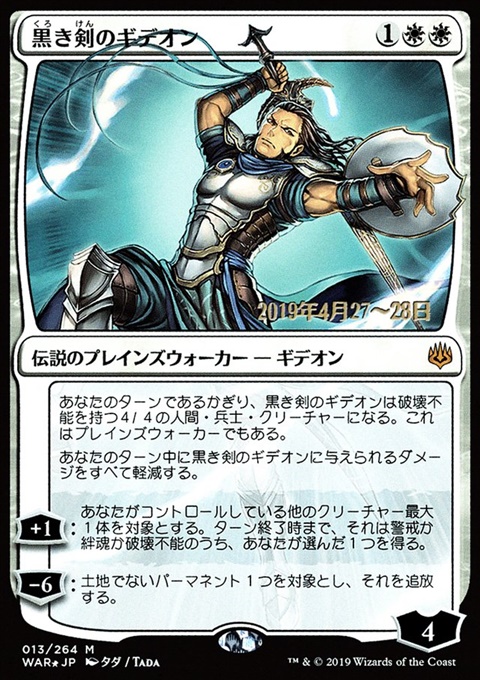 くろ けん
黒き剣のギデオン
1
2019年4月27〜28日
伝説のプレインズウォーカー — ギデオン
あなたのターンであるかぎり、黒き剣のギデオンは破壊不
能を持つ4/4の人間・兵士・クリーチャーになる。これ
はプレインズウォーカーでもある。
あなたのターン中に黒き剣のギデオンに与えられるダメー
ジをすべて軽減する。
+1:あなたがコントロールしている他のクリーチャー最大
1体を対象とする。ターン終了時まで、それは警戒か
絆魂か破壊不能のうち、あなたが選んだ1つを得る。
-6:土地でないパーマネント1つを対象とし、それを追放
する。
4
013/264 M
WAR★JP タダ/TADA
™ & © 2019 Wizards of the Coast